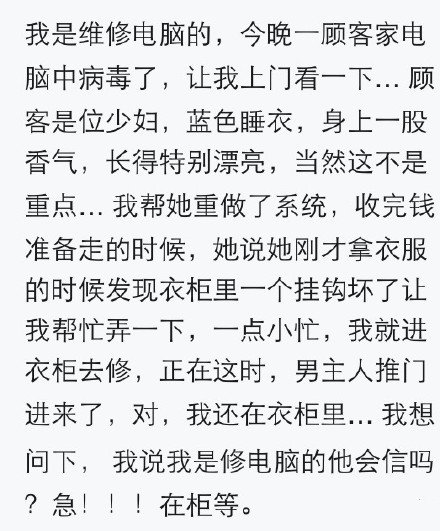 我是维修电脑的，今晚一顾客家电
脑中病毒了，让我上门看一下… 顾
客是位少妇，蓝色睡衣，身上一股
香气，长得特别漂亮，当然这不是
重点… 我帮她重做了系统，收完钱
准备走的时候，她说她刚才拿衣服
的时候发现衣柜里一个挂钩坏了让
我帮忙弄一下，一点小忙，我就进
衣柜去修，正在这时，男主人推门
进来了，对，我还在衣柜里… 我想
问下， 我说我是修电脑的他会信吗
？急！！！在柜等。